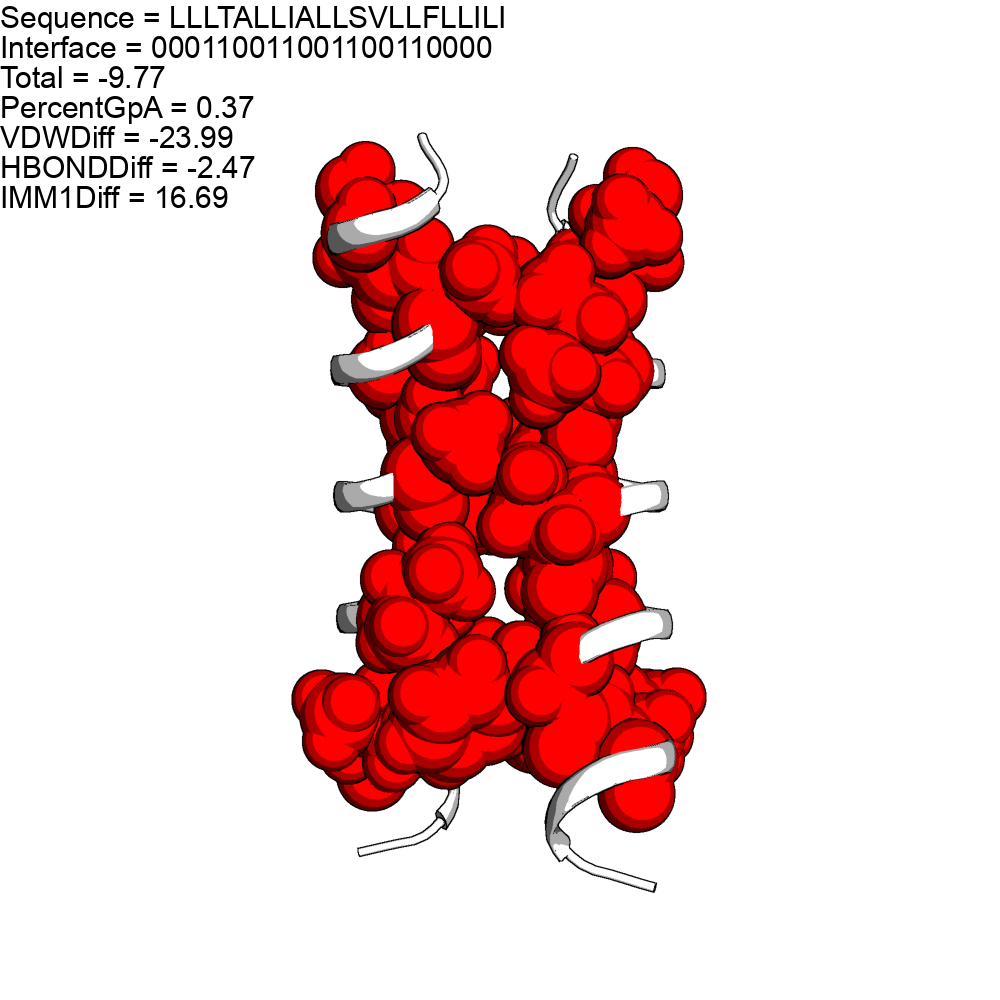 Sequence = LLLTALLIALLSVLLFLLILI
Interface = 000110011001100110000
Total = -9.77
PercentGpA = 0.37
VDWDiff = -23.99
HBONDDiff = -2.47
IMM1Diff = 16.69